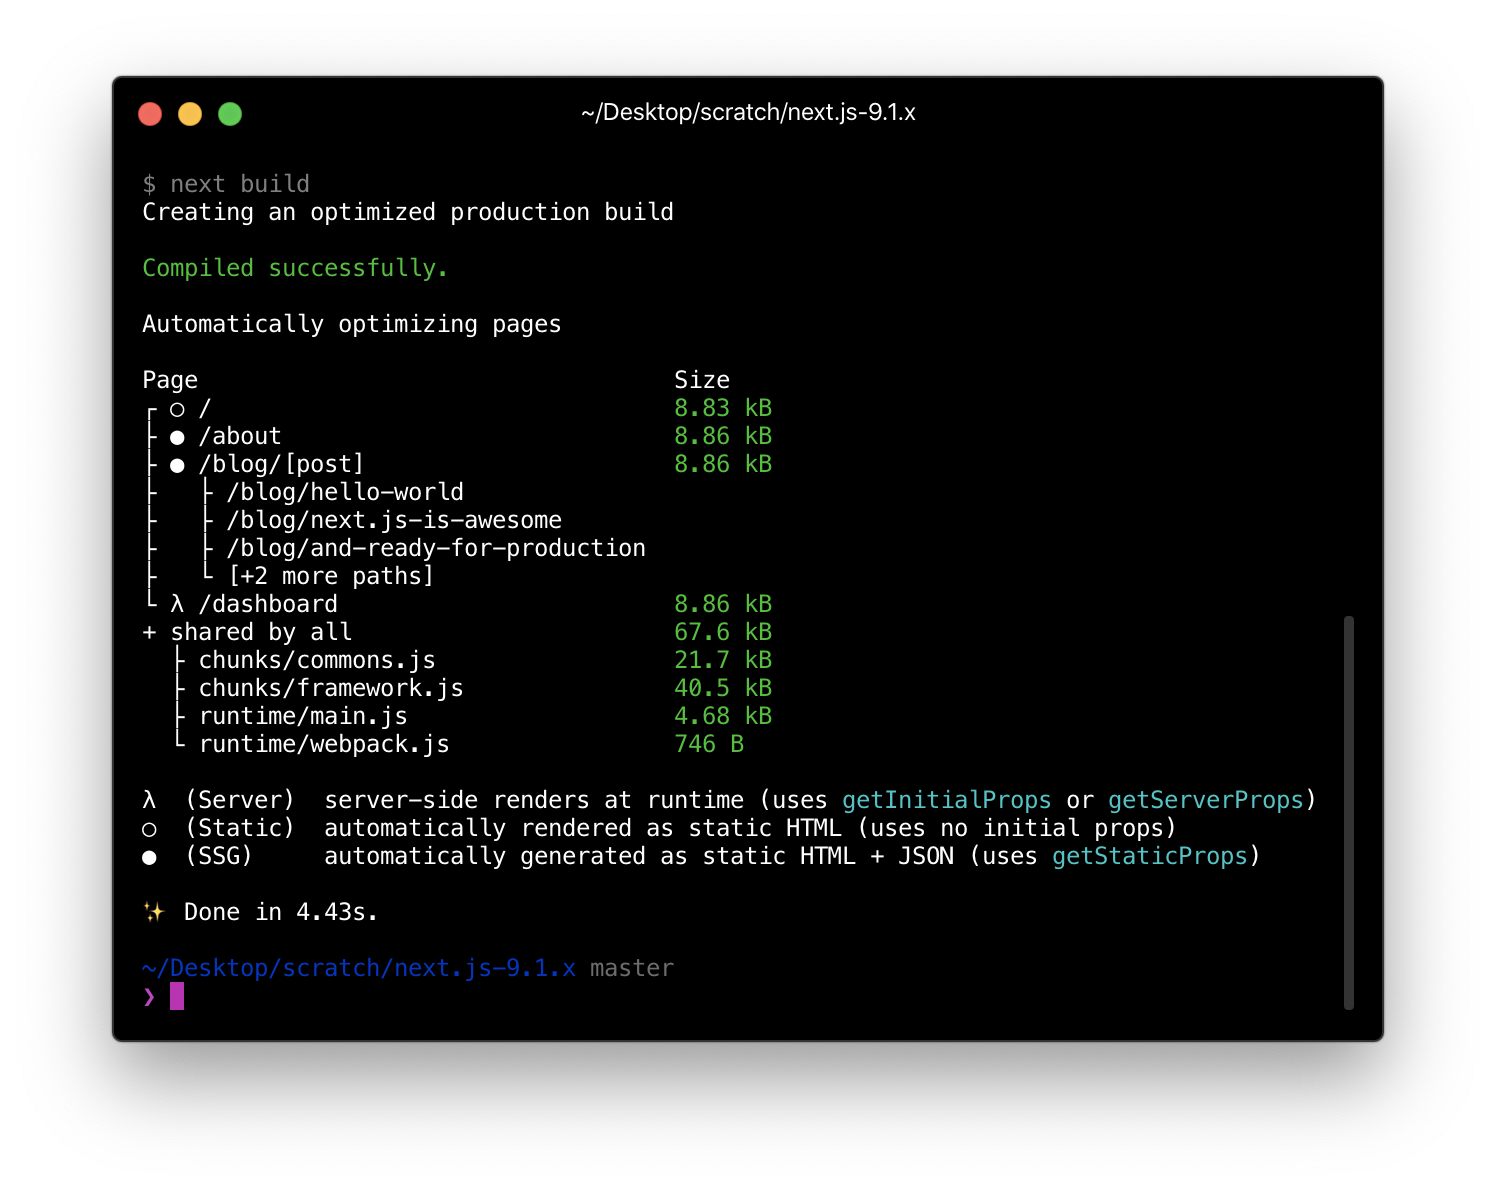 ~/Desktop/scratch/next.js-9.1.x
$ next build
Creating an optimized production build
Compiled successfully.
Automatically optimizing pages
Page Size
┌ ○ / 8.83 kB
├ ● /about 8.86 kB
├ ● /blog/[post] 8.86 kB
├   ├ /blog/hello-world
├   ├ /blog/next.js-is-awesome
├   ├ /blog/and-ready-for-production
├   └ [+2 more paths]
└ λ /dashboard 8.86 kB
+ shared by all 67.6 kB
  ├ chunks/commons.js 21.7 kB
  ├ chunks/framework.js 40.5 kB
  ├ runtime/main.js 4.68 kB
  └ runtime/webpack.js 746 B
λ  (Server)  server-side renders at runtime (uses getInitialProps or getServerProps)
○  (Static)  automatically rendered as static HTML (uses no initial props)
●  (SSG)     automatically generated as static HTML + JSON (uses getStaticProps)
✨ Done in 4.43s.
~/Desktop/scratch/next.js-9.1.x master
❯